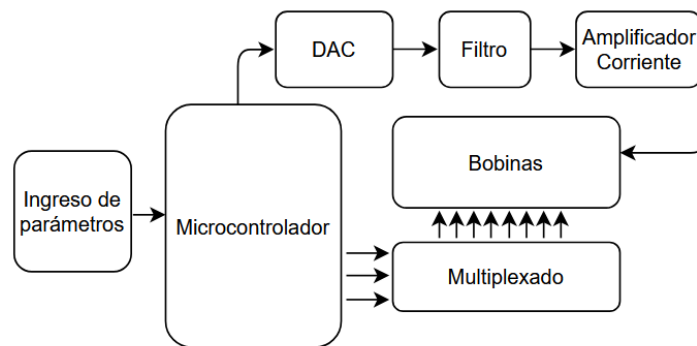 DAC
Filtro
Amplificador
Corriente
Bobinas
Ingreso de
parámetros
Microcontrolador
Multiplexado